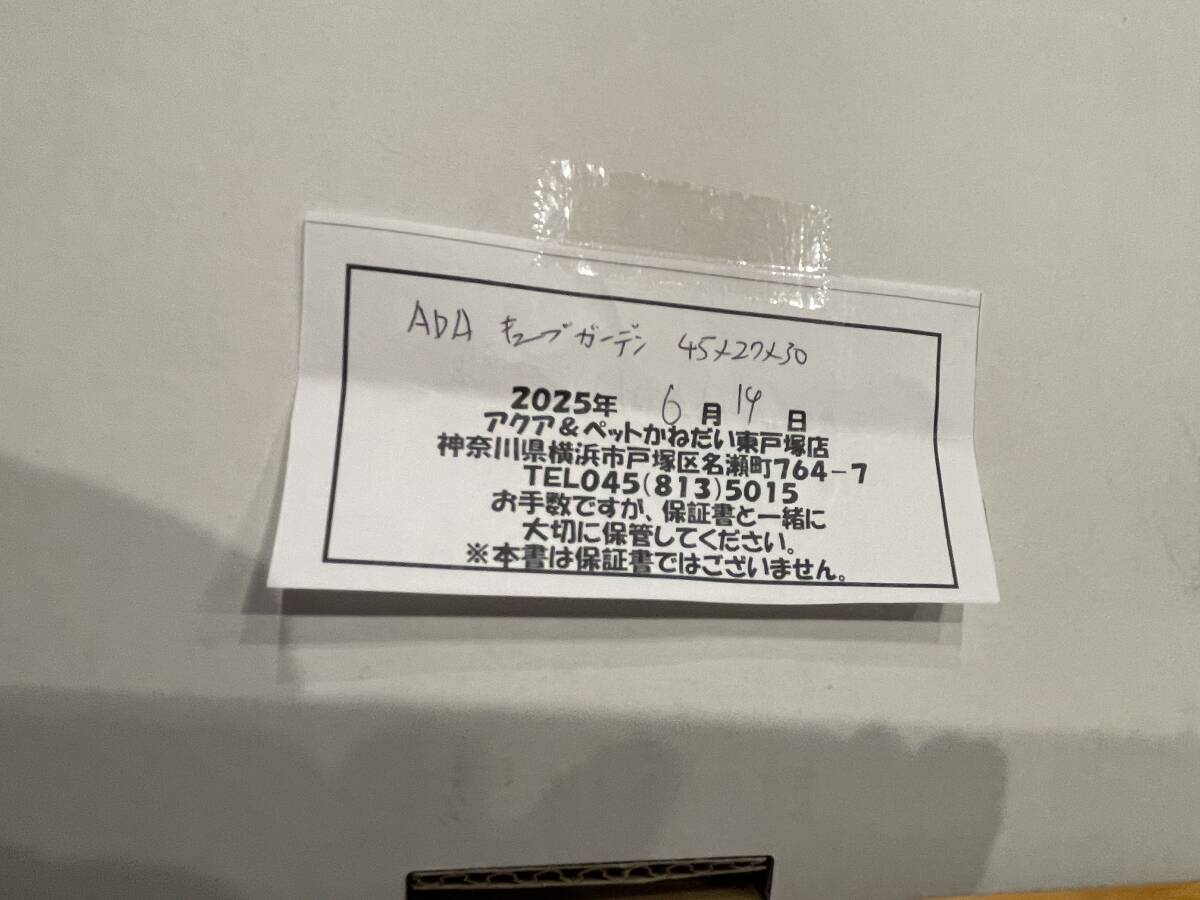 ADA キューブガーデン 45×27×30
2025年 6月 14日
アクア＆ペットかねだい東戸塚店
神奈川県横浜市戸塚区名瀬町764-7
TEL045(813)5015
お手数ですが、保証書と一緒に
大切に保管してください。
※本書は保証書ではございません。